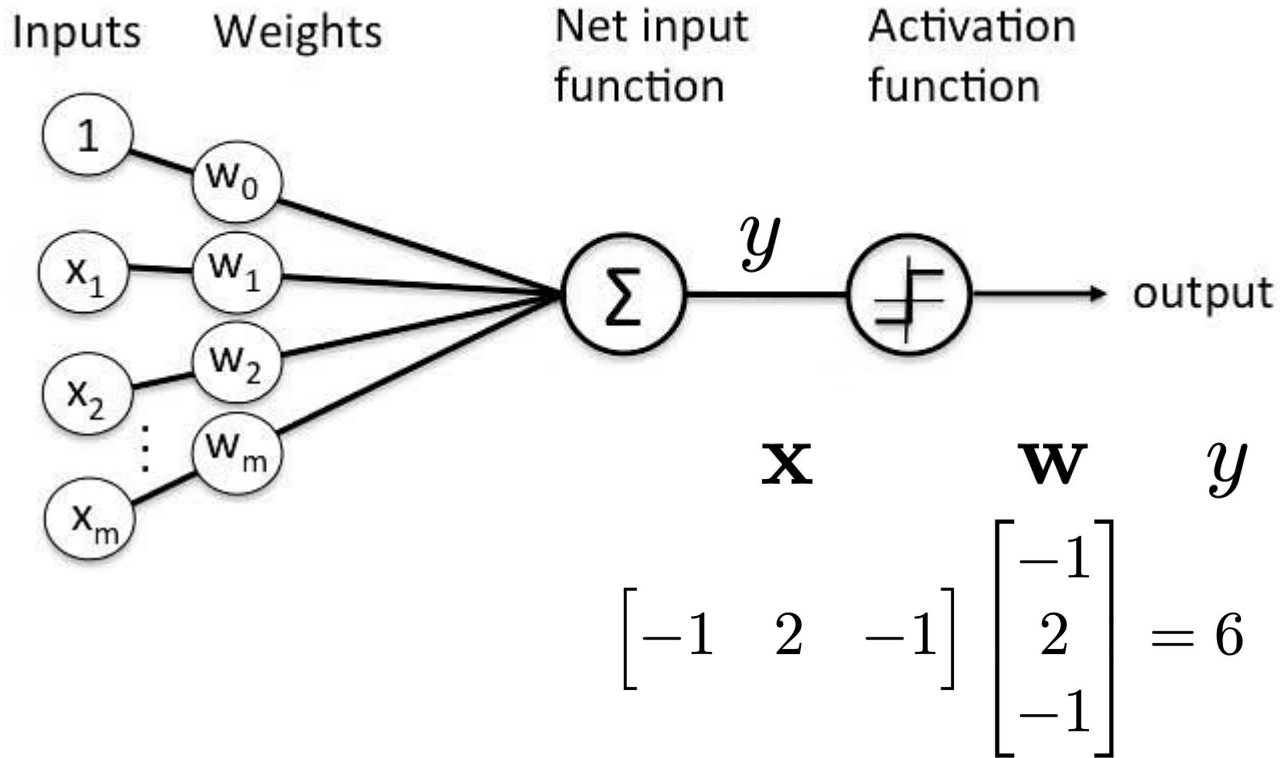 Inputs Weights Net input function Activation function
1
w0
x1 w1
x2 w2
⋮
wm
xm
Σ
y
output
x w y
[−1 2 −1] [−1 2 −1] = 6